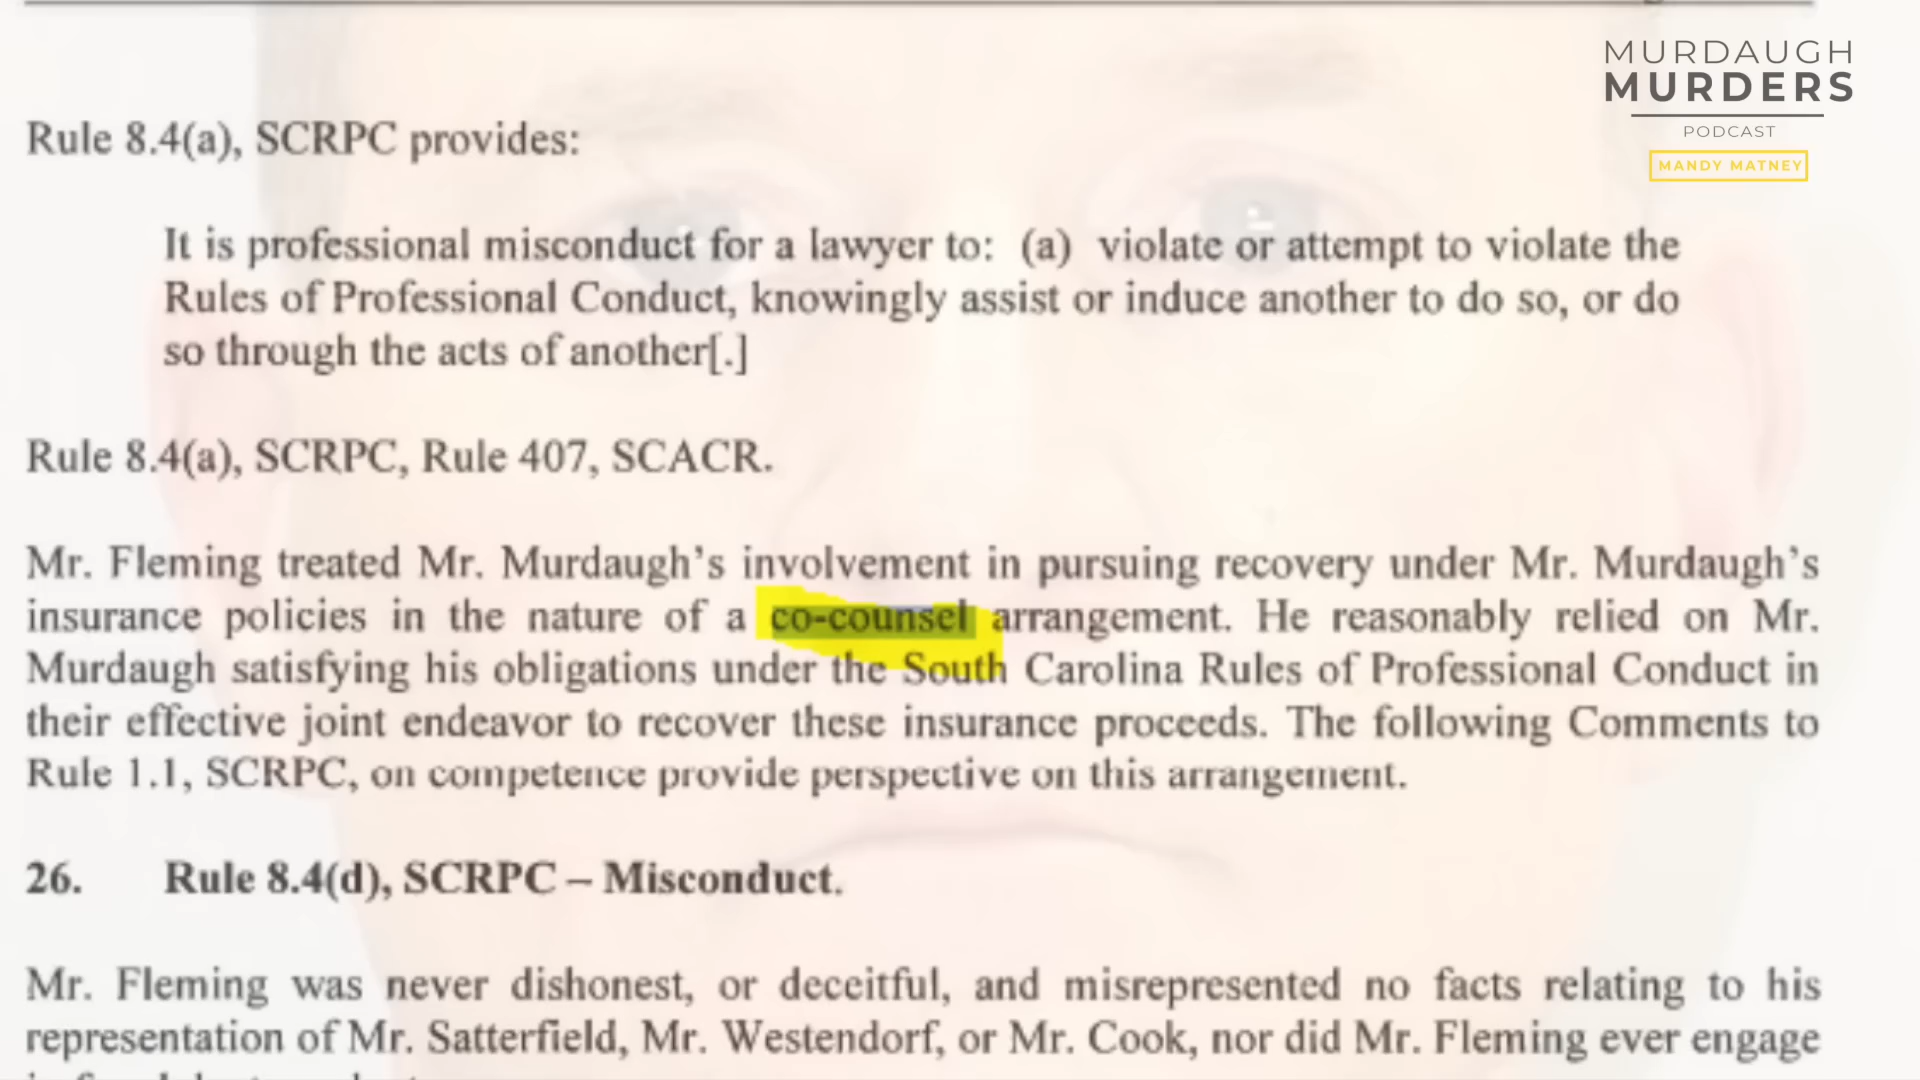 MURDAUGH
MURDERS
PODCAST
MANDY MATNEY
Rule 8.4(a), SCRPC provides:
It is professional misconduct for a lawyer to: (a) violate or attempt to violate the
Rules of Professional Conduct, knowingly assist or induce another to do so, or do
so through the acts of another[.]
Rule 8.4(a), SCRPC, Rule 407, SCACR.
Mr. Fleming treated Mr. Murdaugh's involvement in pursuing recovery under Mr. Murdaugh's
insurance policies in the nature of a co-counsel arrangement. He reasonably relied on Mr.
Murdaugh satisfying his obligations under the South Carolina Rules of Professional Conduct in
their effective joint endeavor to recover these insurance proceeds. The following Comments to
Rule 1.1, SCRPC, on competence provide perspective on this arrangement.
26. Rule 8.4(d), SCRPC – Misconduct.
Mr. Fleming was never dishonest, or deceitful, and misrepresented no facts relating to his
representation of Mr. Satterfield, Mr. Westendorf, or Mr. Cook, nor did Mr. Fleming ever engage